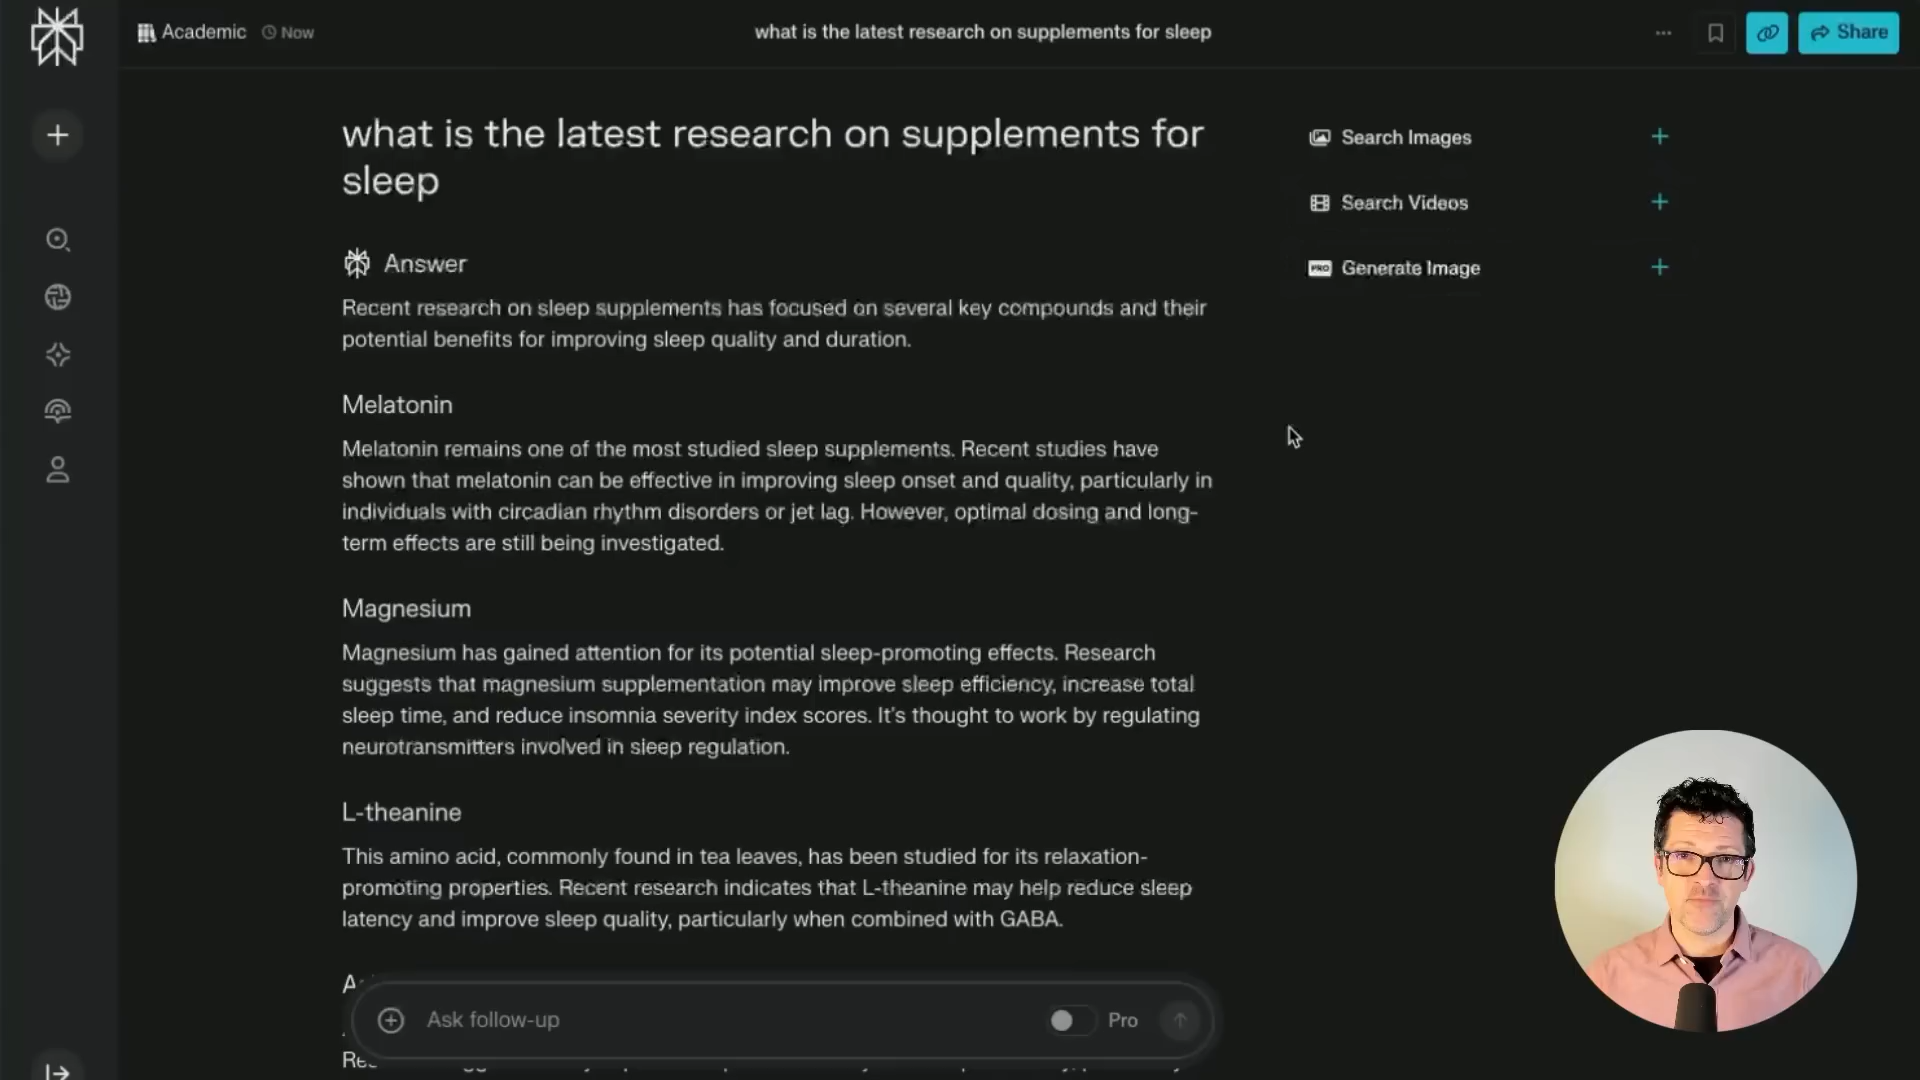 Academic Now
what is the latest research on supplements for sleep
Share
what is the latest research on supplements for
sleep
Search Images
Search Videos
PRO Generate Image
Answer
Recent research on sleep supplements has focused on several key compounds and their
potential benefits for improving sleep quality and duration.
Melatonin
Melatonin remains one of the most studied sleep supplements. Recent studies have
shown that melatonin can be effective in improving sleep onset and quality, particularly in
individuals with circadian rhythm disorders or jet lag. However, optimal dosing and long-
term effects are still being investigated.
Magnesium
Magnesium has gained attention for its potential sleep-promoting effects. Research
suggests that magnesium supplementation may improve sleep efficiency, increase total
sleep time, and reduce insomnia severity index scores. It's thought to work by regulating
neurotransmitters involved in sleep regulation.
L-theanine
This amino acid, commonly found in tea leaves, has been studied for its relaxation-
promoting properties. Recent research indicates that L-theanine may help reduce sleep
latency and improve sleep quality, particularly when combined with GABA.
Ask follow-up
Pro